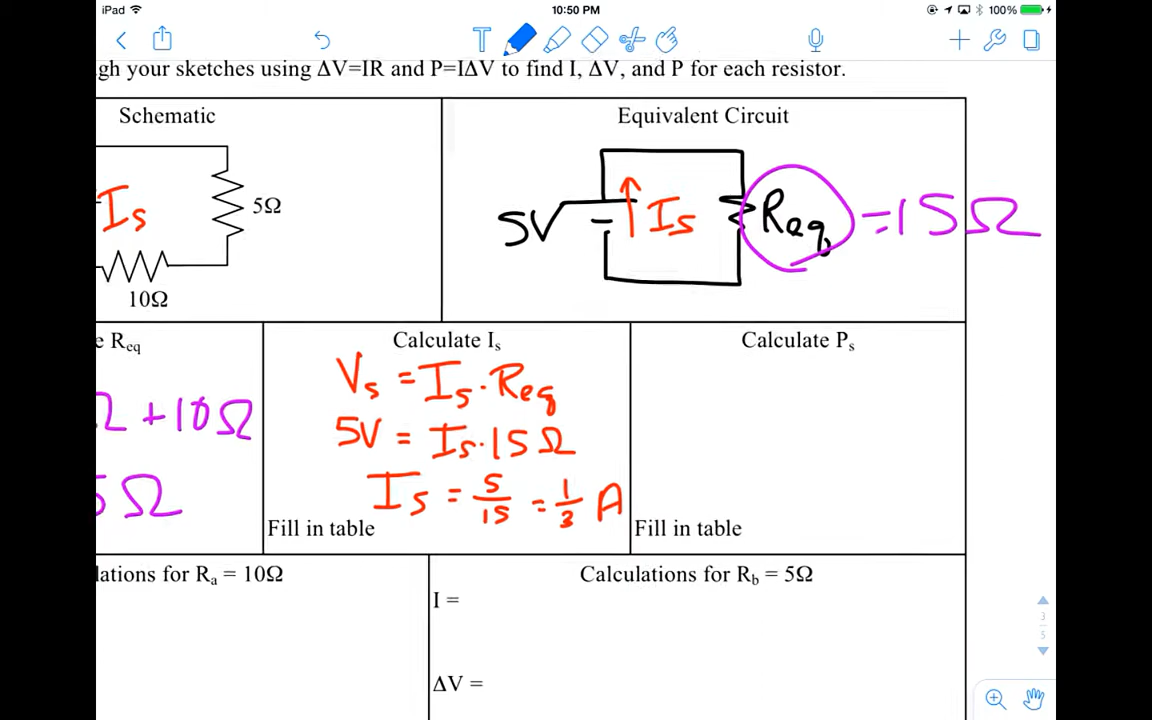 iPad 10:50 PM 100%
T
gh your sketches using ΔV=IR and P=IΔV to find I, ΔV, and P for each resistor.
Schematic
Equivalent Circuit
Is
5Ω
10Ω
5V
Is
Req = 15Ω
e Req
Ω + 10Ω
5Ω
Calculate Is
Vs = Is · Req
5V = Is · 15Ω
Is = 5/15 = 1/3 A
Fill in table
Calculate Ps
Fill in table
lations for Ra = 10Ω
Calculations for Rb = 5Ω
I =
ΔV =
3
5